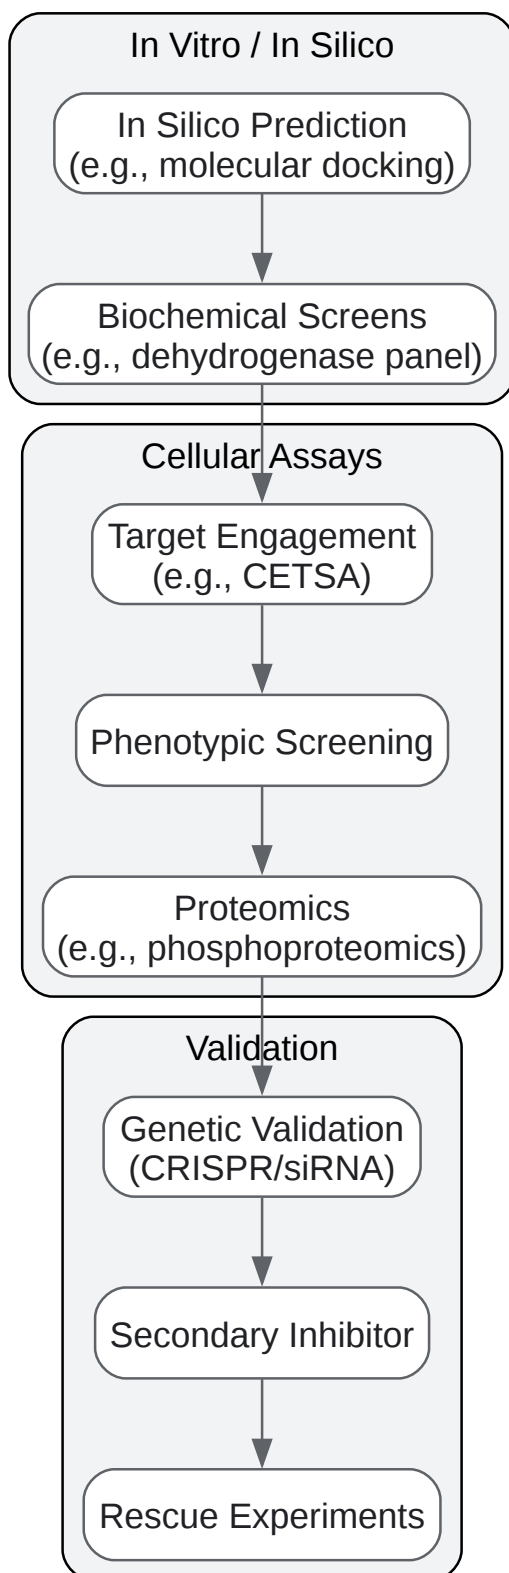 In Vitro / In Silico
In Silico Prediction
(e.g., molecular docking)
Biochemical Screens
(e.g., dehydrogenase panel)
Cellular Assays
Target Engagement
(e.g., CETSA)
Phenotypic Screening
Proteomics
(e.g., phosphoproteomics)
Validation
Genetic Validation
(CRISPR/siRNA)
Secondary Inhibitor
Rescue Experiments